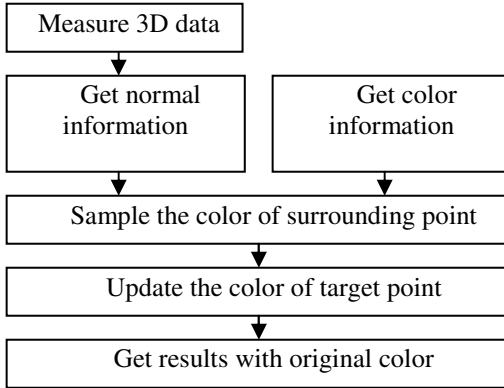 Measure 3D data
Get normal
information
Get color
information
Sample the color of surrounding point
Update the color of target point
Get results with original color